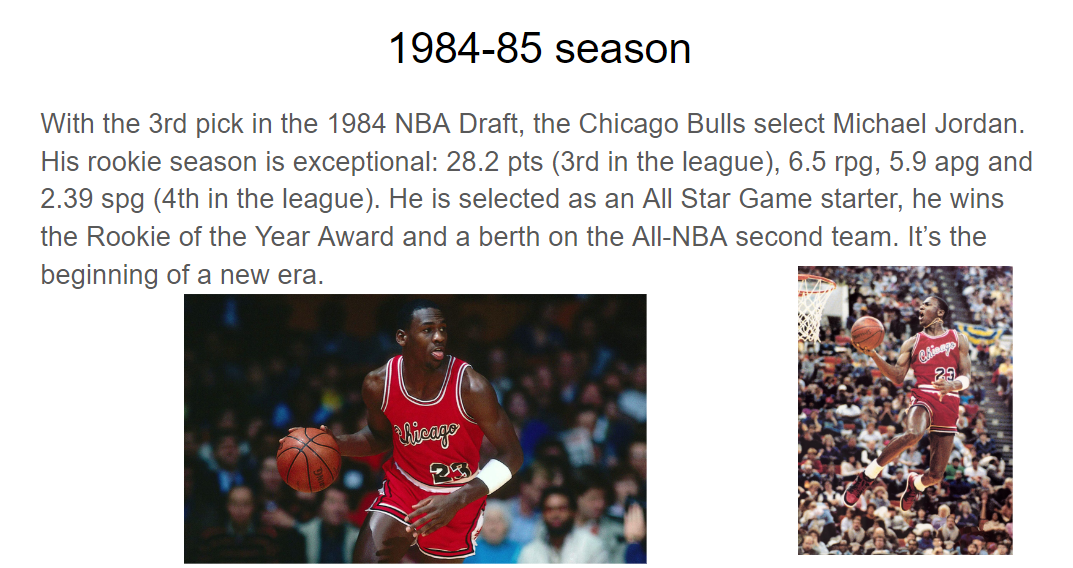 1984-85 season
With the 3rd pick in the 1984 NBA Draft, the Chicago Bulls select Michael Jordan.
His rookie season is exceptional: 28.2 pts (3rd in the league), 6.5 rpg, 5.9 apg and
2.39 spg (4th in the league). He is selected as an All Star Game starter, he wins
the Rookie of the Year Award and a berth on the All-NBA second team. It’s the
beginning of a new era.
Chicago
23
Chicago
23